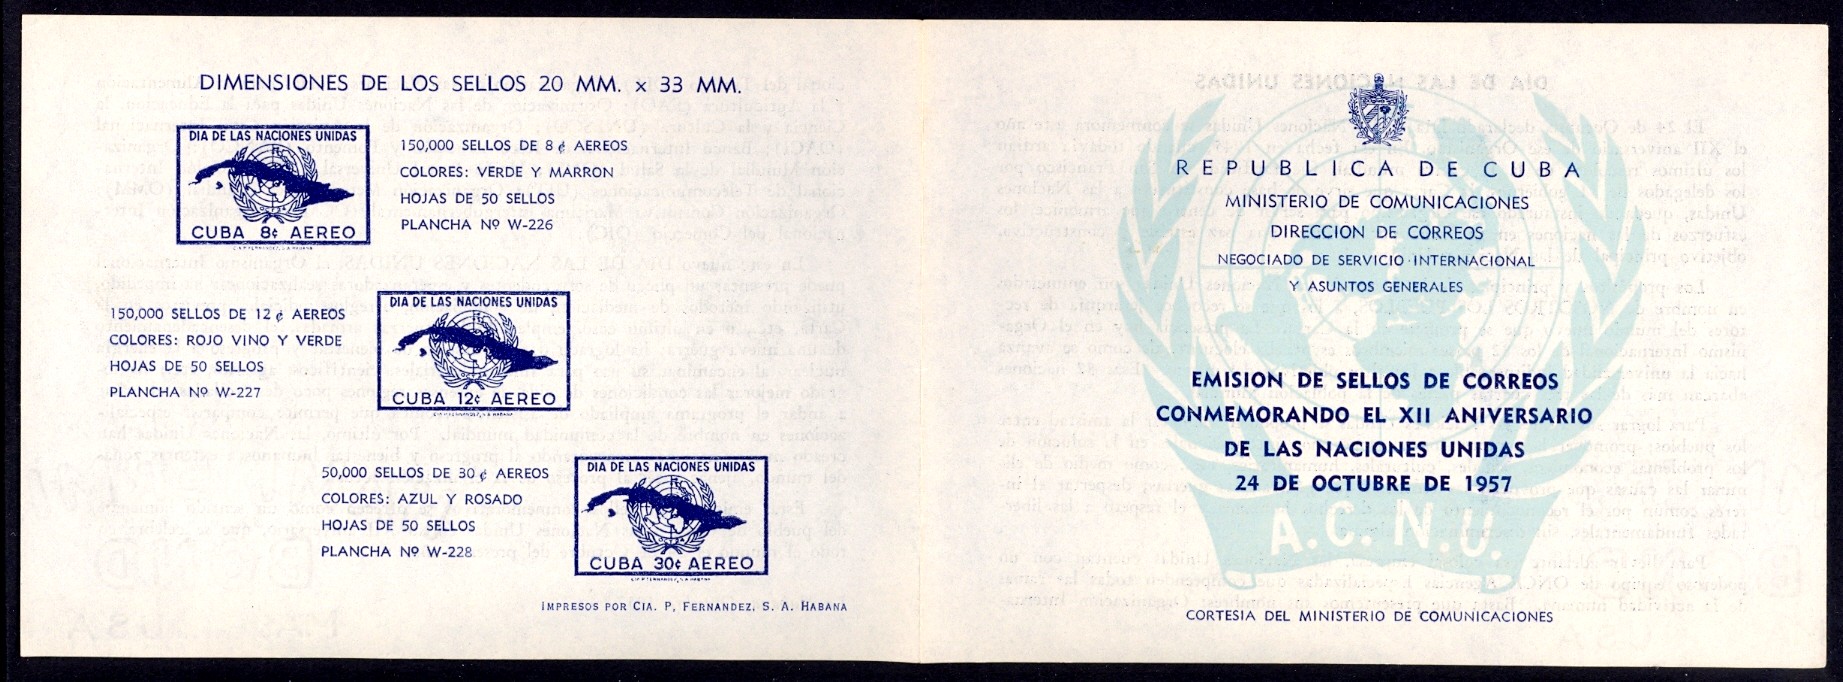 DIMENSIONES DE LOS SELLOS 20 MM. x 33 MM.
DIA DE LAS NACIONES UNIDAS
CUBA 8¢ AEREO
150,000 SELLOS DE 8 ¢ AEREOS
COLORES: VERDE Y MARRON
HOJAS DE 50 SELLOS
PLANCHA Nº W-226
150,000 SELLOS DE 12 ¢ AEREOS
COLORES: ROJO VINO Y VERDE
HOJAS DE 50 SELLOS
PLANCHA Nº W-227
DIA DE LAS NACIONES UNIDAS
CUBA 12¢ AEREO
50,000 SELLOS DE 30 ¢ AEREOS
COLORES: AZUL Y ROSADO
HOJAS DE 50 SELLOS
PLANCHA Nº W-228
DIA DE LAS NACIONES UNIDAS
CUBA 30¢ AEREO
IMPRESOS POR CIA. P. FERNANDEZ, S. A. HABANA
REPUBLICA DE CUBA
MINISTERIO DE COMUNICACIONES
DIRECCION DE CORREOS
NEGOCIADO DE SERVICIO INTERNACIONAL
Y ASUNTOS GENERALES
EMISION DE SELLOS DE CORREOS
CONMEMORANDO EL XII ANIVERSARIO
DE LAS NACIONES UNIDAS
24 DE OCTUBRE DE 1957
A.C.N.U.
CORTESIA DEL MINISTERIO DE COMUNICACIONES